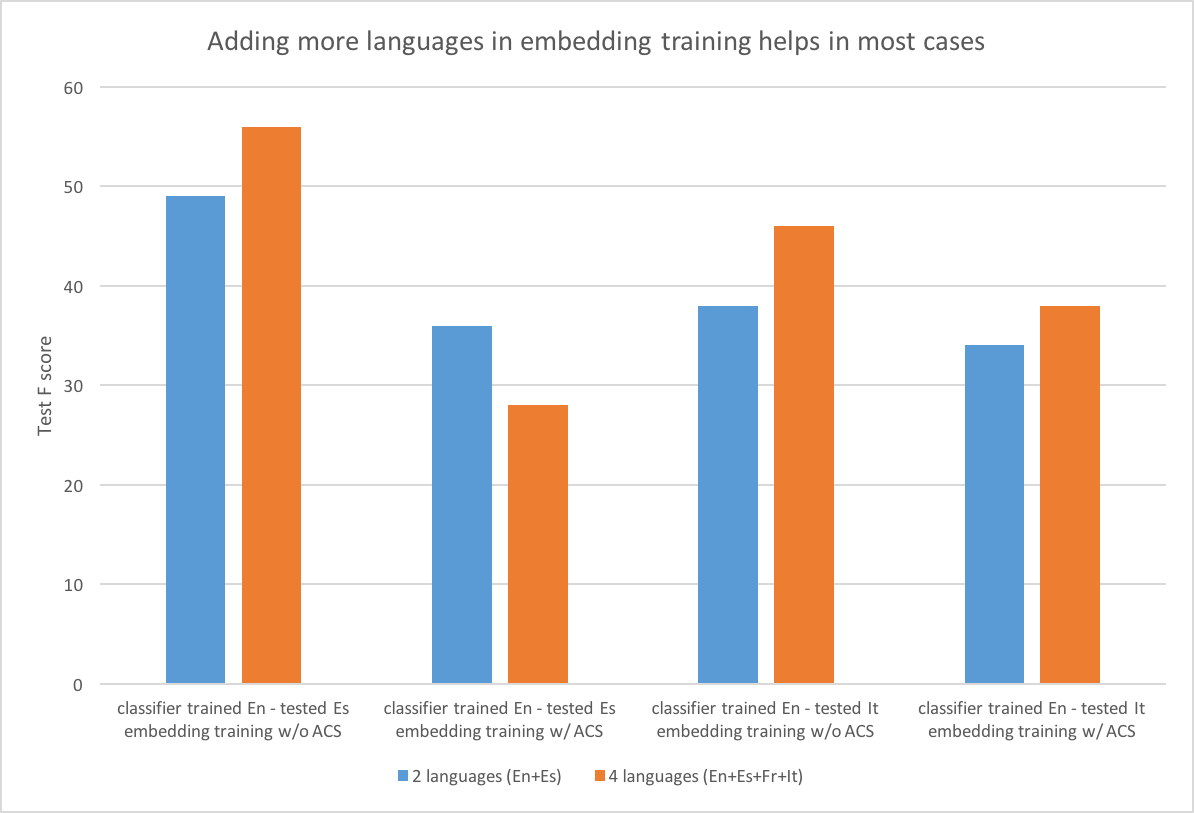 Adding more languages in embedding training helps in most cases
60
50
40
30
20
10
0
Test F score
classifier trained En - tested Es
embedding training w/o ACS
classifier trained En - tested Es
embedding training w/ ACS
classifier trained En - tested It
embedding training w/o ACS
classifier trained En - tested It
embedding training w/ ACS
2 languages (En+Es)
4 languages (En+Es+Fr+It)